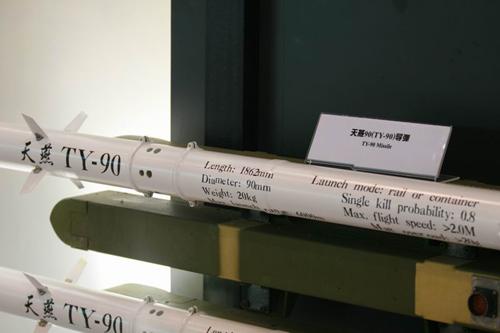 天燕90(TY-90)导弹
TY-90 Missile
天燕 TY-90
Length: 1862mm
Diameter: 90mm
Weight: 20kg
Launch mode: rail or container
Single kill probability: 0.8
Max. flight speed: >2.0M
天燕 TY-90
Length: 1862mm